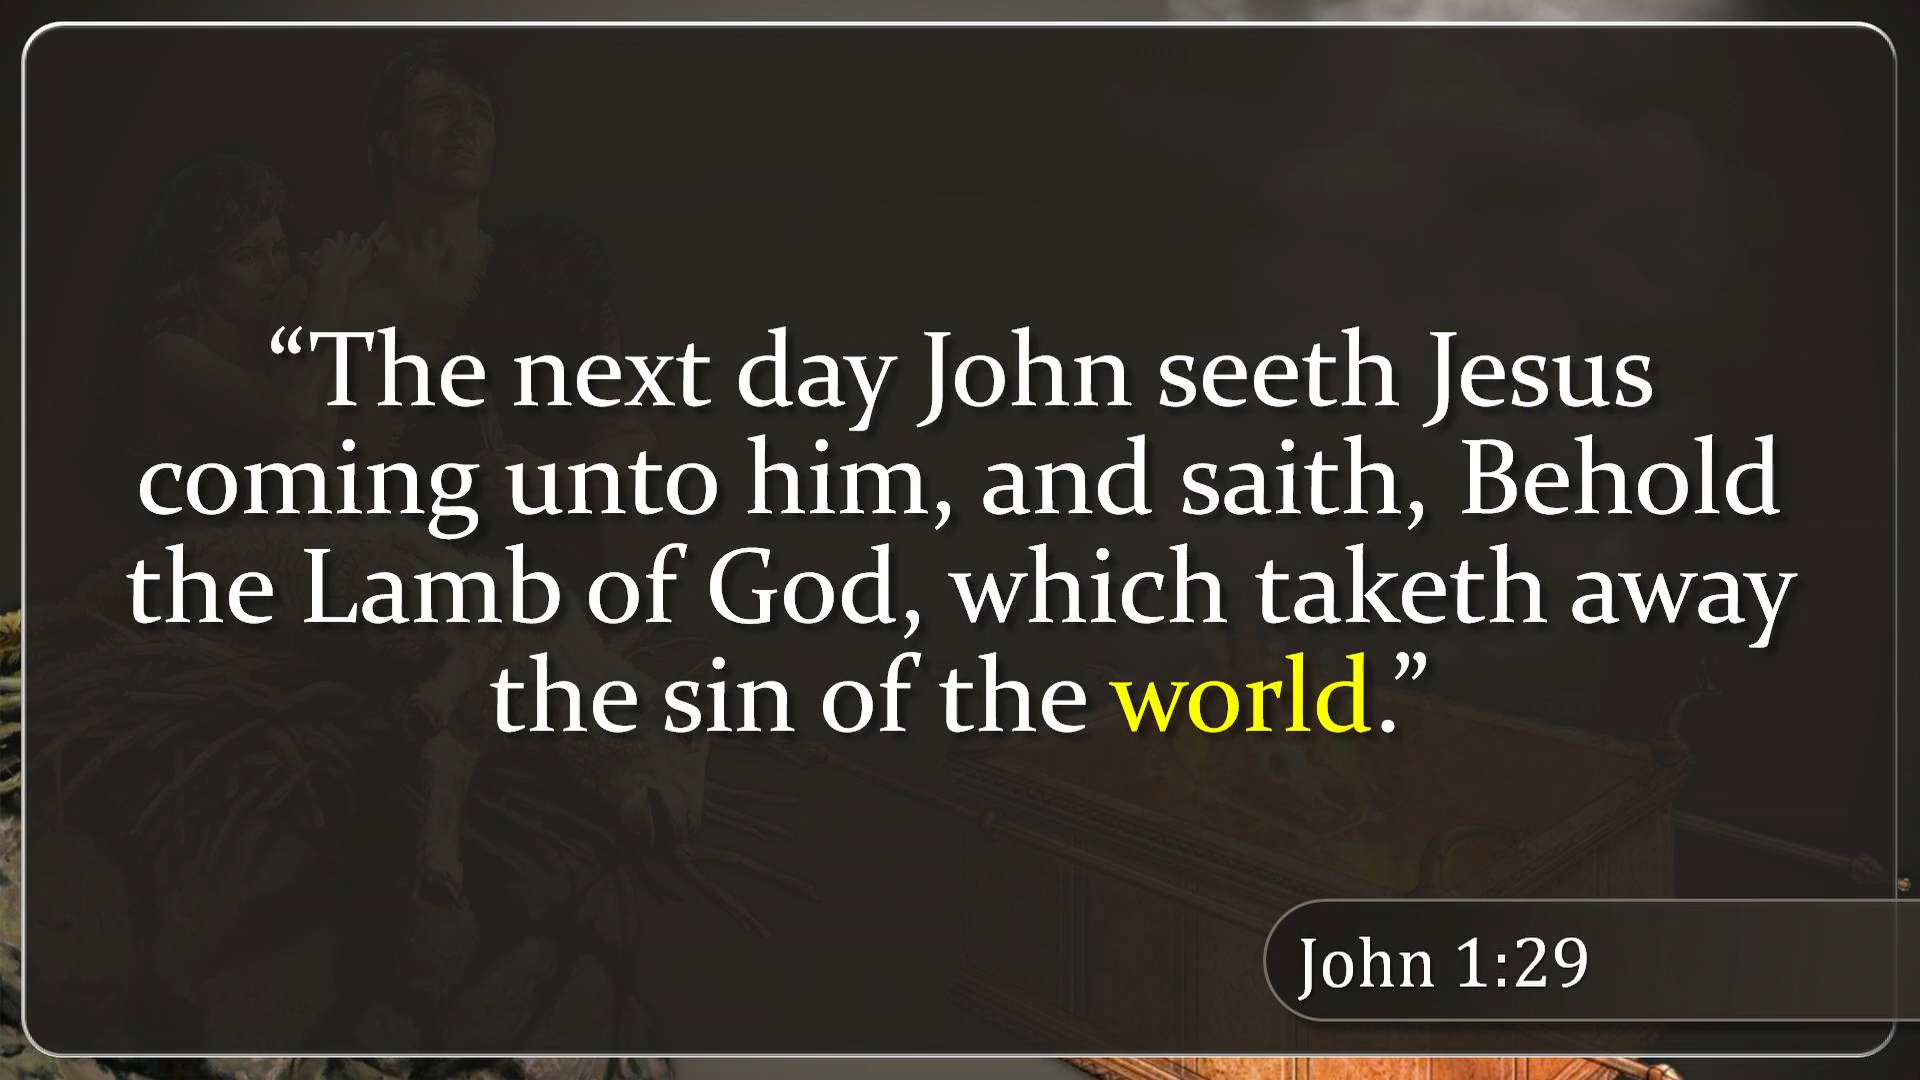 “The next day John seeth Jesus
coming unto him, and saith, Behold
the Lamb of God, which taketh away
the sin of the world.”
John 1:29